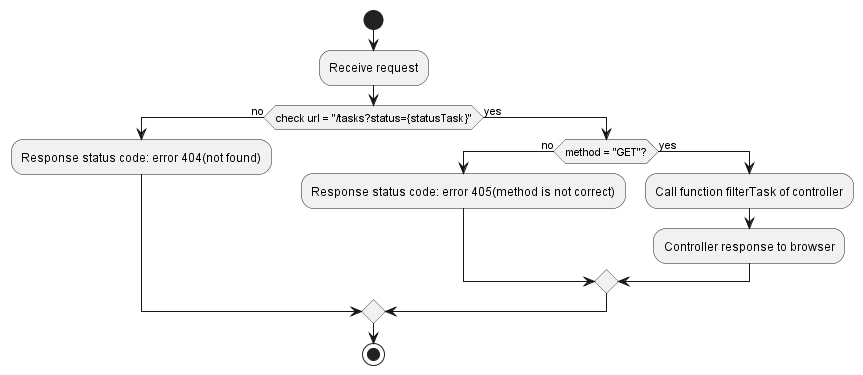 Receive request
no
check url = "/tasks?status={statusTask}"
yes
Response status code: error 404(not found)
no
method = "GET"?
yes
Response status code: error 405(method is not correct)
Call function filterTask of controller
Controller response to browser